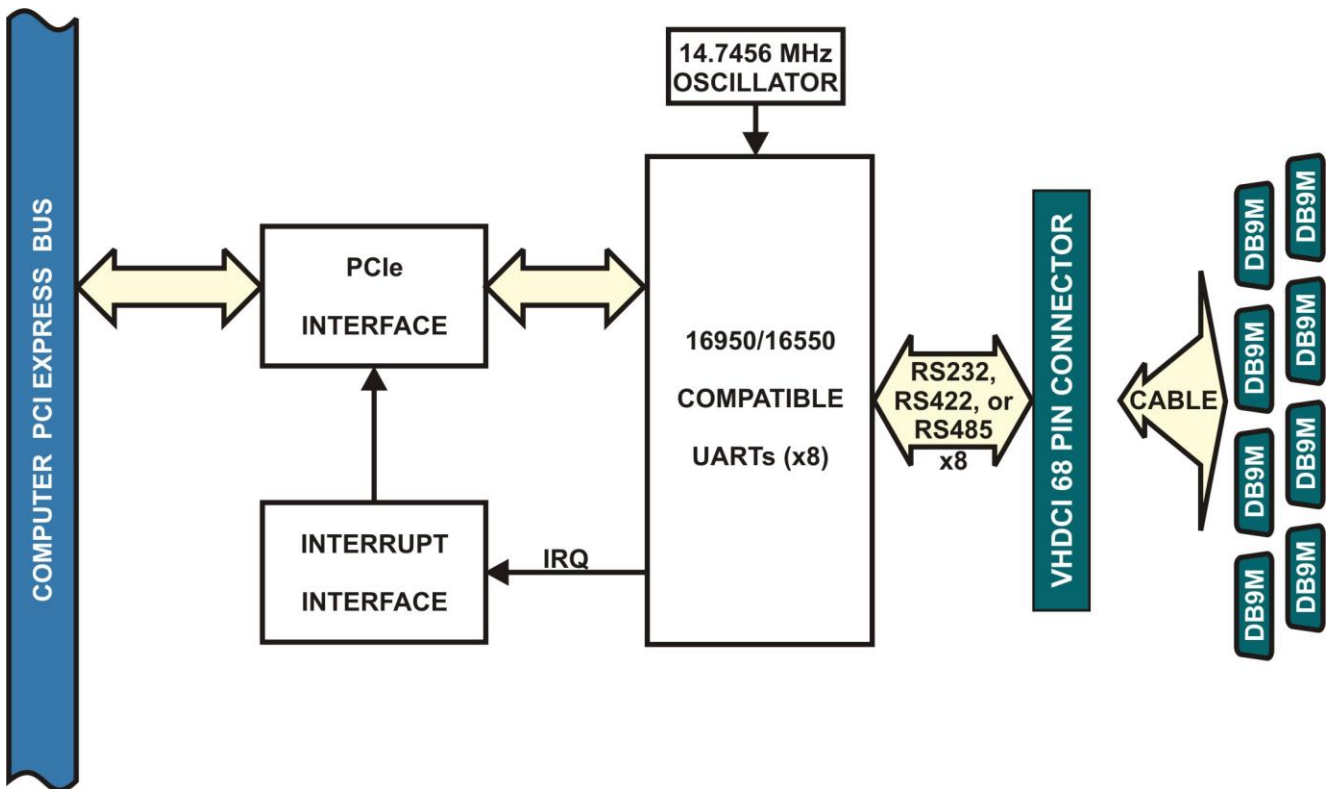 COMPUTER PCI EXPRESS BUS
14.7456 MHz
OSCILLATOR
PCIe
INTERFACE
INTERRUPT
INTERFACE
IRQ
16950/16550
COMPATIBLE
UARTs (x8)
RS232,
RS422, or
RS485
x8
VHDCI 68 PIN CONNECTOR
CABLE
DB9M
DB9M
DB9M
DB9M
DB9M
DB9M
DB9M
DB9M